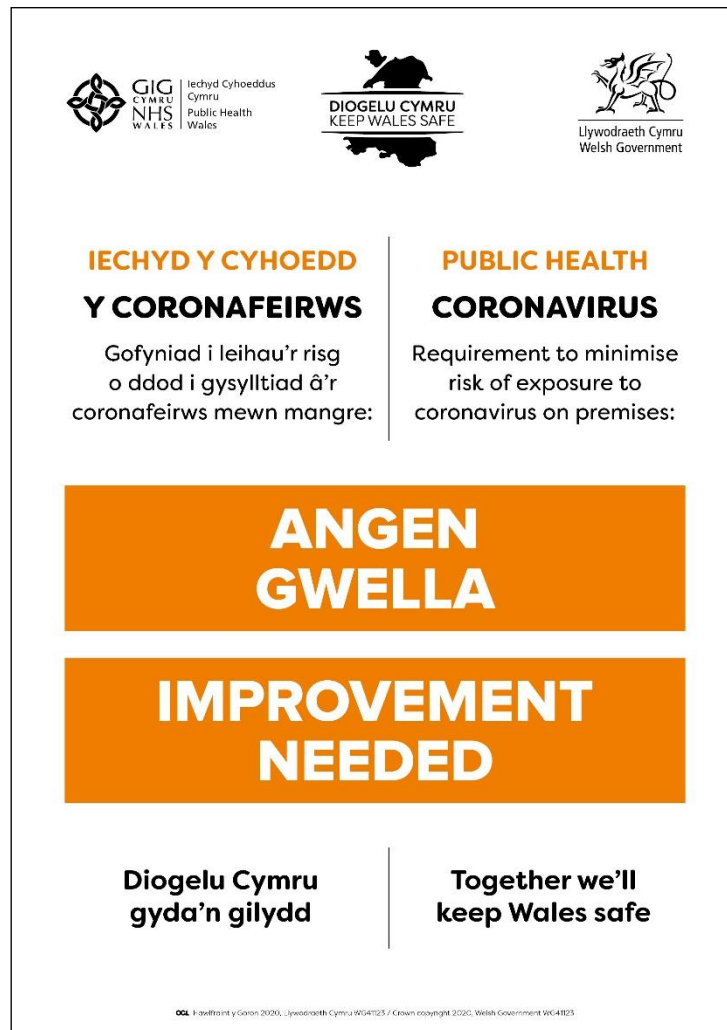 GIG
CYMRU
NHS
WALES
Iechyd Cyhoeddus
Cymru
Public Health
Wales
DIOGELU CYMRU
KEEP WALES SAFE
Llywodraeth Cymru
Welsh Government
IECHYD Y CYHOEDD
Y CORONAFEIRWS
Gofyniad i leihau’r risg
o ddod i gysylltiad â’r
coronafeirws mewn mangre:
PUBLIC HEALTH
CORONAVIRUS
Requirement to minimise
risk of exposure to
coronavirus on premises:
ANGEN
GWELLA
IMPROVEMENT
NEEDED
Diogelu Cymru
gyda’n gilydd
Together we’ll
keep Wales safe
OGL Hawlfraint y Goron 2020, Llywodraeth Cymru WG41123 / Crown copyright 2020, Welsh Government WG41123